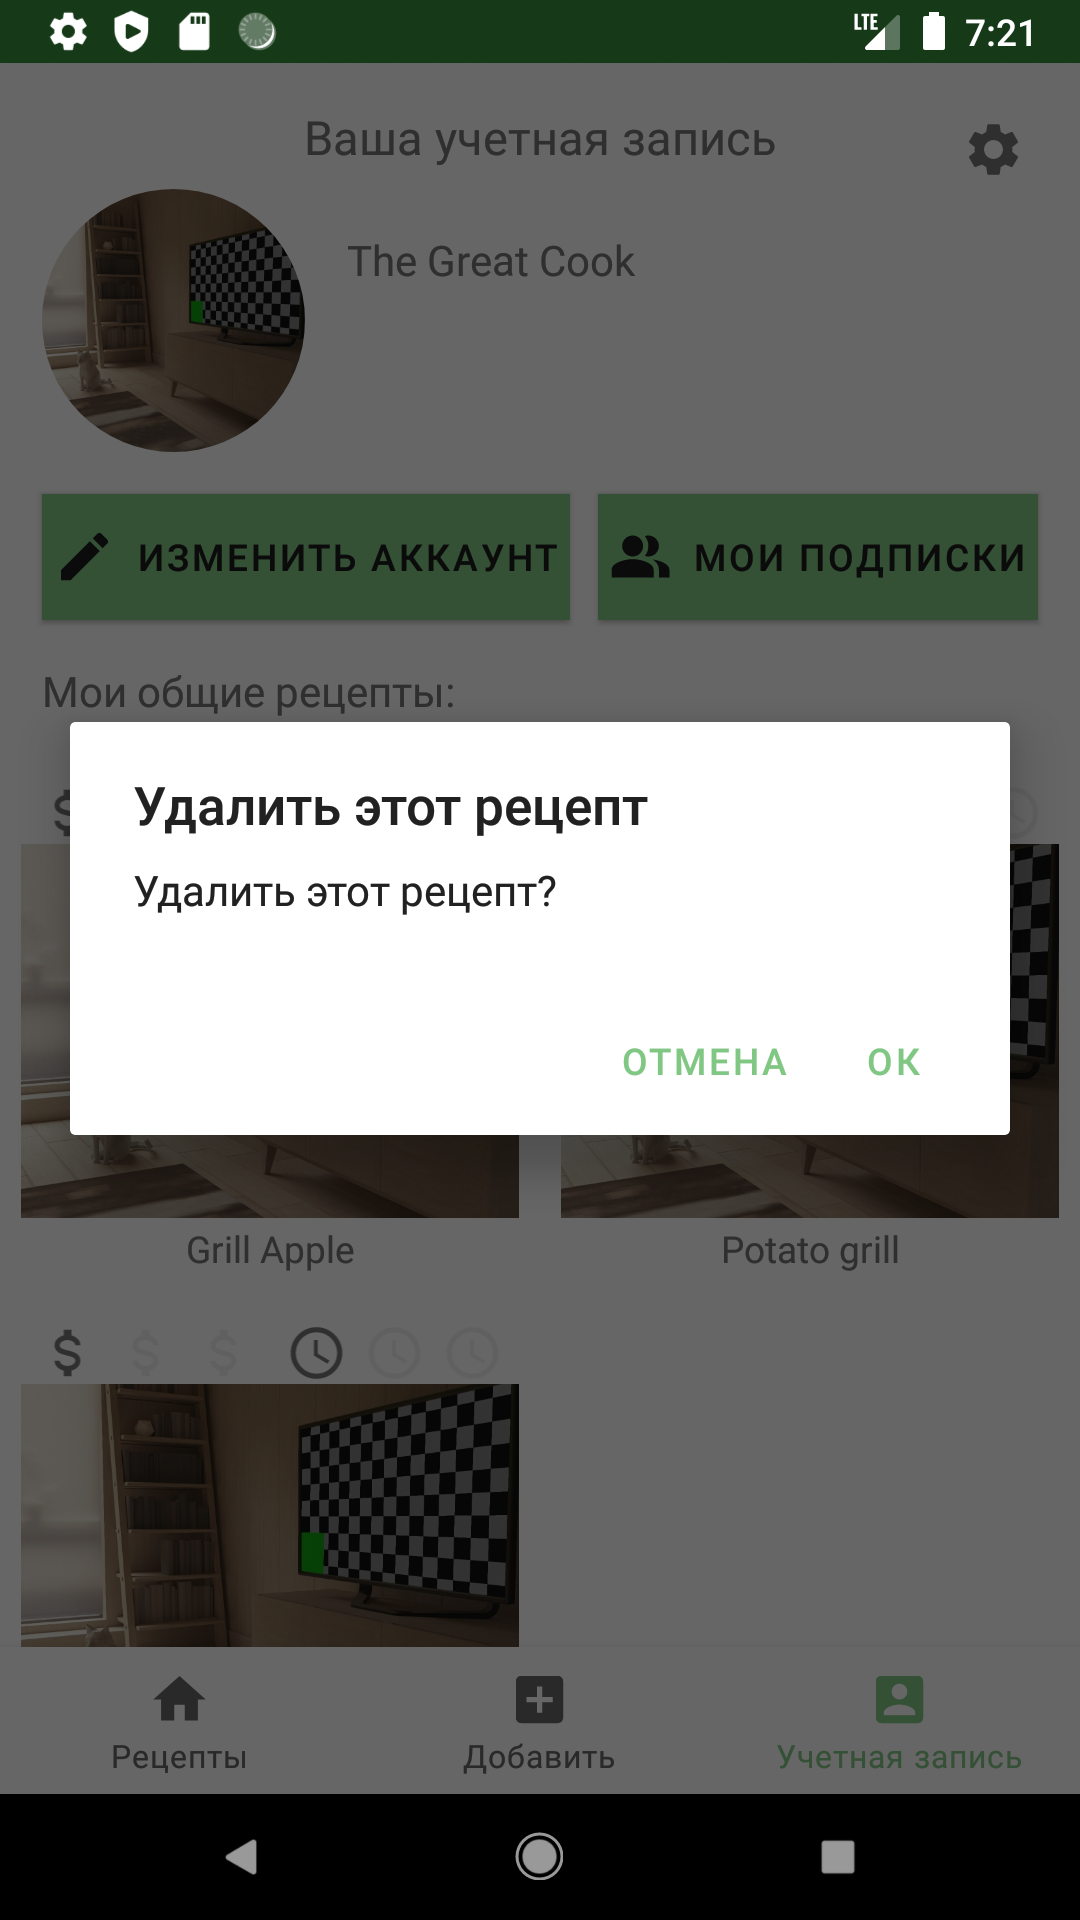 LTE
7:21
Ваша учетная запись
The Great Cook
ИЗМЕНИТЬ АККАУНТ
МОИ ПОДПИСКИ
Мои общие рецепты:
Удалить этот рецепт
Удалить этот рецепт?
ОТМЕНА
ОК
Grill Apple
Potato grill
Рецепты
Добавить
Учетная запись